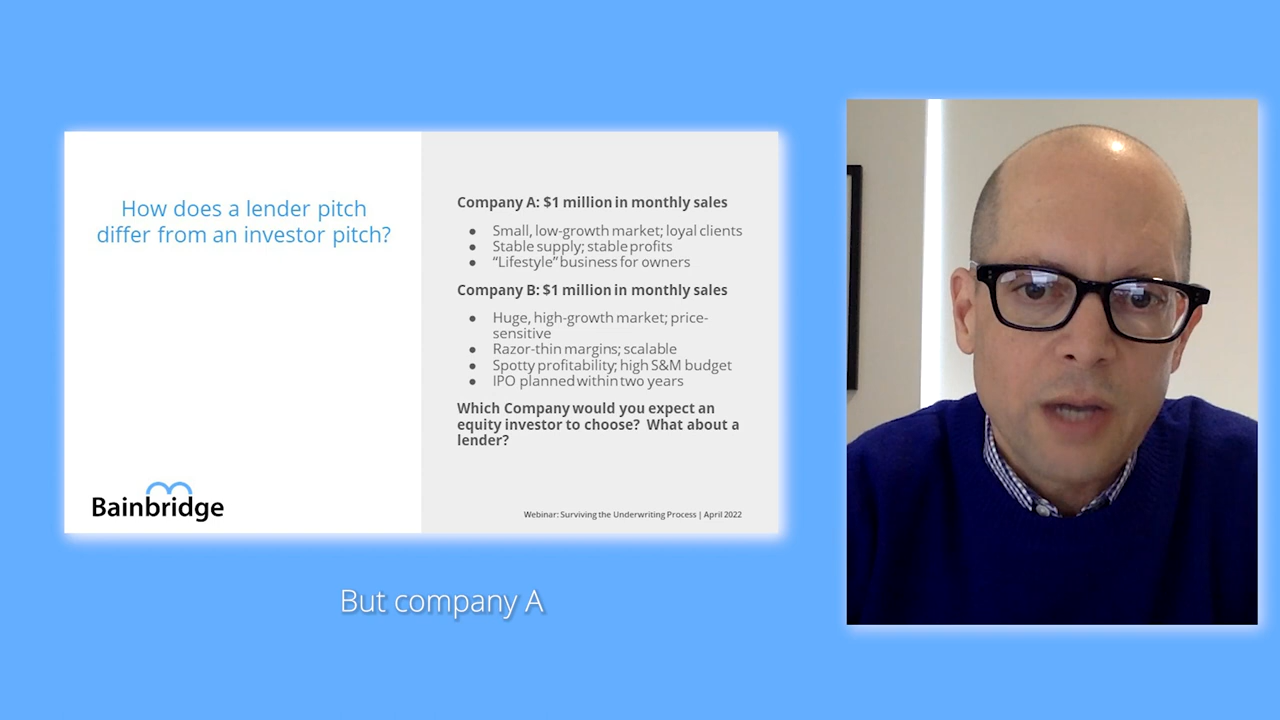 How does a lender pitch
differ from an investor pitch?
Bainbridge
Company A: $1 million in monthly sales
● Small, low-growth market; loyal clients
● Stable supply; stable profits
● “Lifestyle” business for owners
Company B: $1 million in monthly sales
● Huge, high-growth market; price-
sensitive
● Razor-thin margins; scalable
● Spotty profitability; high S&M budget
● IPO planned within two years
Which Company would you expect an
equity investor to choose?  What about a
lender?
Webinar: Surviving the Underwriting Process | April 2022
But company A